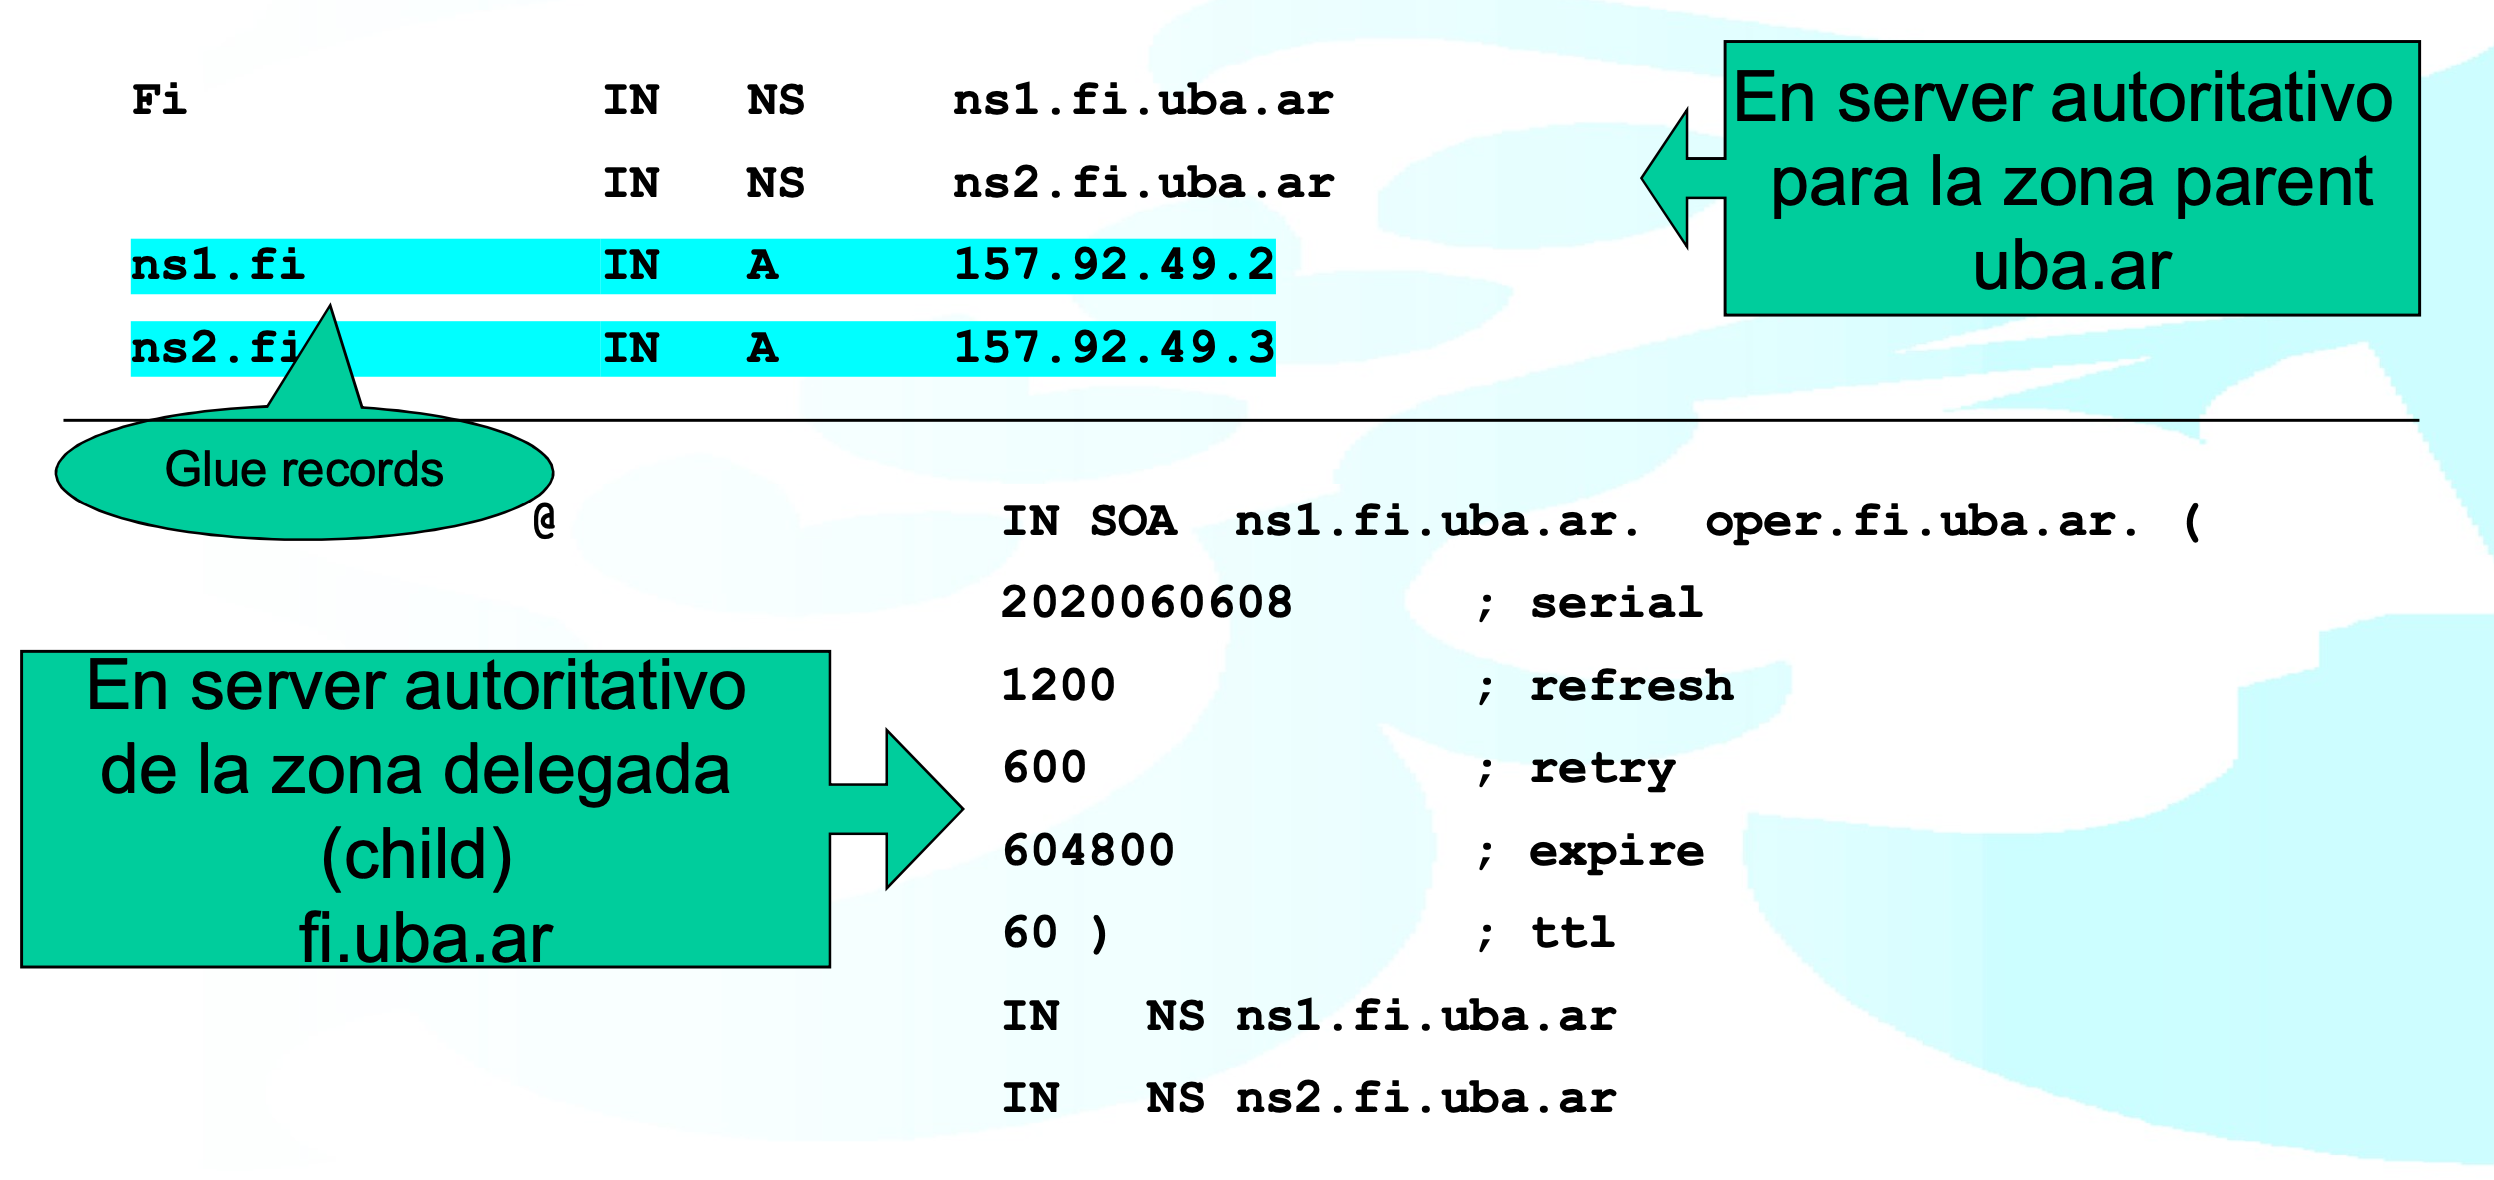 Fi IN NS ns1.fi.uba.ar
IN NS ns2.fi.uba.ar
ns1.fi IN A 157.92.49.2
ns2.fi IN A 157.92.49.3
En server autoritativo
para la zona parent
uba.ar
Glue records
@ IN SOA ns1.fi.uba.ar. oper.fi.uba.ar. (
2020060608 ; serial
1200 ; refresh
600 ; retry
604800 ; expire
60 ) ; ttl
IN NS ns1.fi.uba.ar
IN NS ns2.fi.uba.ar
En server autoritativo
de la zona delegada
(child)
fi.uba.ar